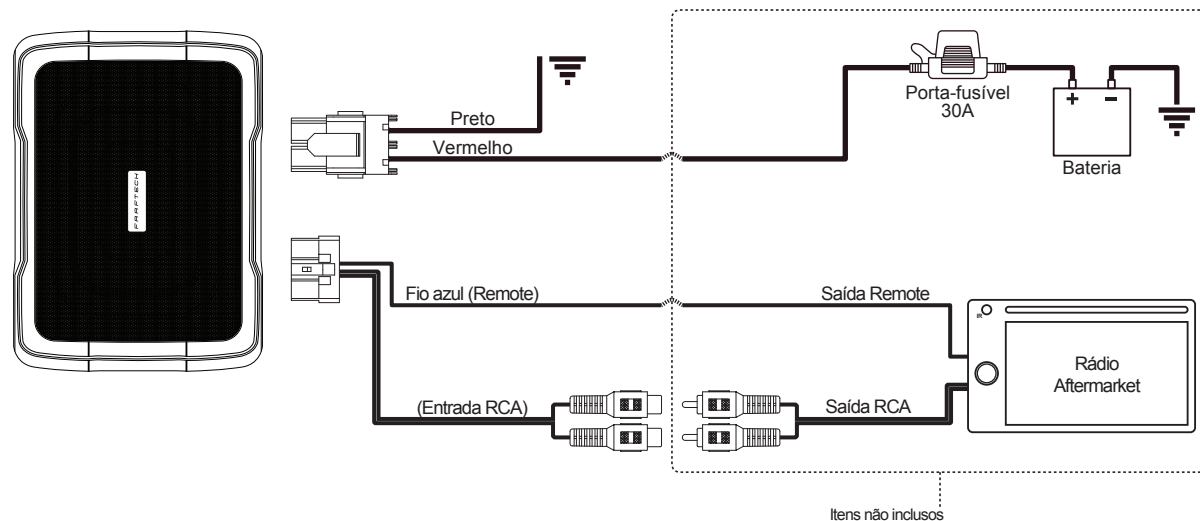 Preto
Vermelho
Porta-fusível
30A
+ −
Bateria
Fio azul (Remote)
Saída Remote
IR
Rádio
Aftermarket
(Entrada RCA)
Saída RCA
Itens não inclusos